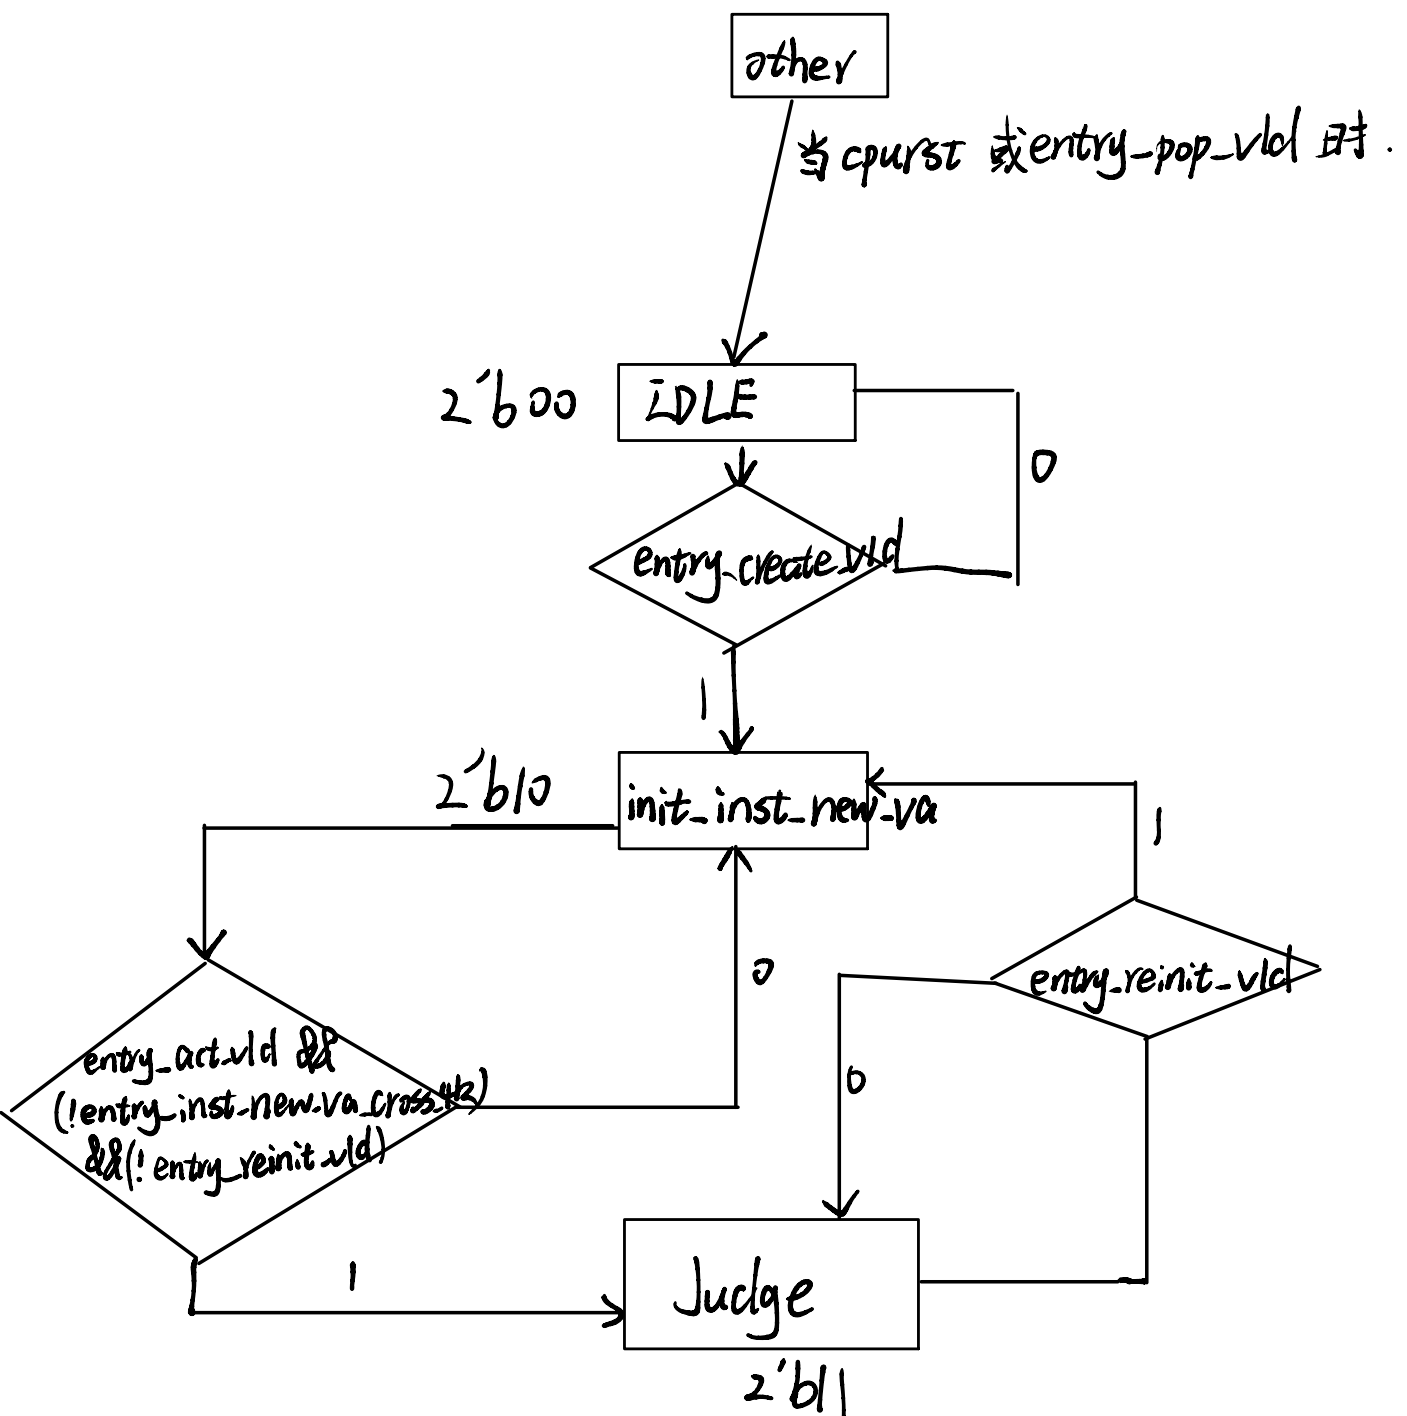 other
当cpurst 或entry_pop_vld 时.
2'b00
IDLE
0
entry_create_vld
1
2'b10
init_inst_new_va
1
0
entry_reinit_vld
entry_act_vld &&
(!entry_inst_new_va_cross_4k)
&&(!entry_reinit_vld)
0
1
Judge
2'b11